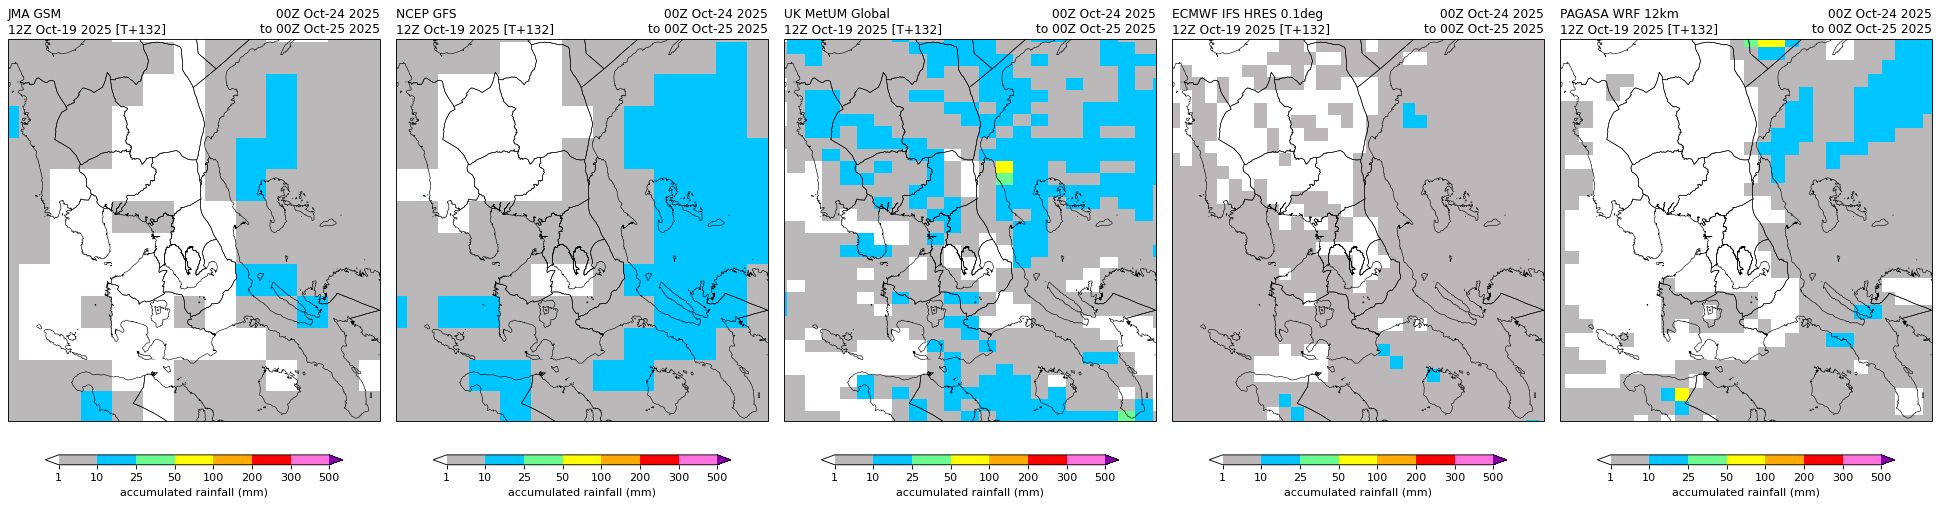 JMA GSM 00Z Oct-24 2025
12Z Oct-19 2025 [T+132] to 00Z Oct-25 2025
NCEP GFS 00Z Oct-24 2025
12Z Oct-19 2025 [T+132] to 00Z Oct-25 2025
UK MetUM Global 00Z Oct-24 2025
12Z Oct-19 2025 [T+132] to 00Z Oct-25 2025
ECMWF IFS HRES 0.1deg 00Z Oct-24 2025
12Z Oct-19 2025 [T+132] to 00Z Oct-25 2025
PAGASA WRF 12km 00Z Oct-24 2025
12Z Oct-19 2025 [T+132] to 00Z Oct-25 2025
1 10 25 50 100 200 300 500
accumulated rainfall (mm)
1 10 25 50 100 200 300 500
accumulated rainfall (mm)
1 10 25 50 100 200 300 500
accumulated rainfall (mm)
1 10 25 50 100 200 300 500
accumulated rainfall (mm)
1 10 25 50 100 200 300 500
accumulated rainfall (mm)